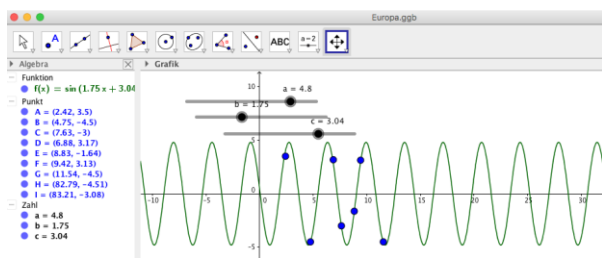 Europa.ggb
ABC a=2
Algebra
Grafik
Funktion
f(x) = sin(1.75 x + 3.04
Punkt
A = (2.42, 3.5)
B = (4.75, -4.5)
C = (7.63, -3)
D = (6.88, 3.17)
E = (8.83, -1.64)
F = (9.42, 3.13)
G = (11.54, -4.5)
H = (82.79, -4.51)
I = (83.21, -3.08)
Zahl
a = 4.8
b = 1.75
c = 3.04
10
a = 4.8
b = 1.75
c = 3.04
5
0
-10 -5 0 5 10 15 20 25 30
-5